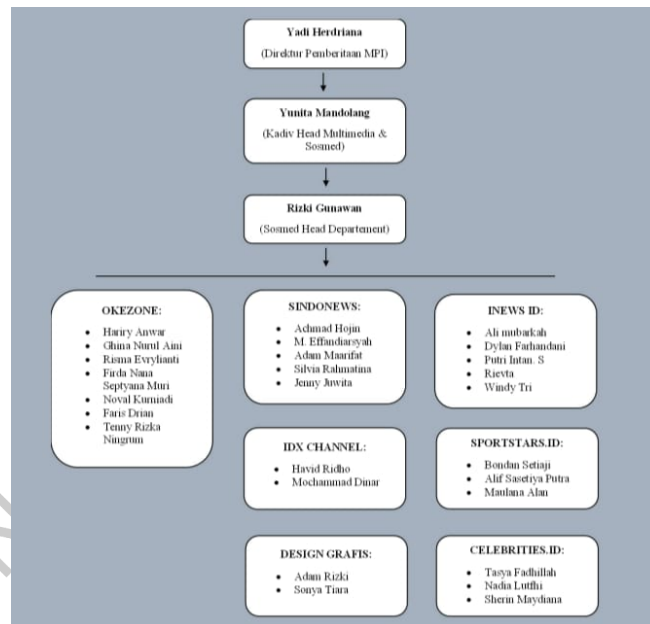 Yadi Herdriana
(Direktur Pemberitaan MPI)
Yunita Mandolang
(Kadiv Head Multimedia &
Sosmed)
Rizki Gunawan
(Sosmed Head Departement)
OKEZONE:
Hariry Anwar
Ghina Nurul Aini
Risma Evrylianti
Firda Nana
Septyana Muri
Noval Kurniadi
Faris Drian
Tenny Rizka
Ningrum
SINDONEWS:
Achmad Hojin
M. Effandiarsyah
Adam Maarifat
Silvia Rahmatina
Jenny Juwita
INEWS ID:
Ali mubarkah
Dylan Farhandani
Putri Intan. S
Rievta
Windy Tri
IDX CHANNEL:
Havid Ridho
Mochammad Dinar
SPORTSTARS.ID:
Bondan Setiaji
Alif Sasetiya Putra
Maulana Alan
DESIGN GRAFIS:
Adam Rizki
Sonya Tiara
CELEBRITIES.ID:
Tasya Fadhillah
Nadia Lutfhi
Sherin Maydiana